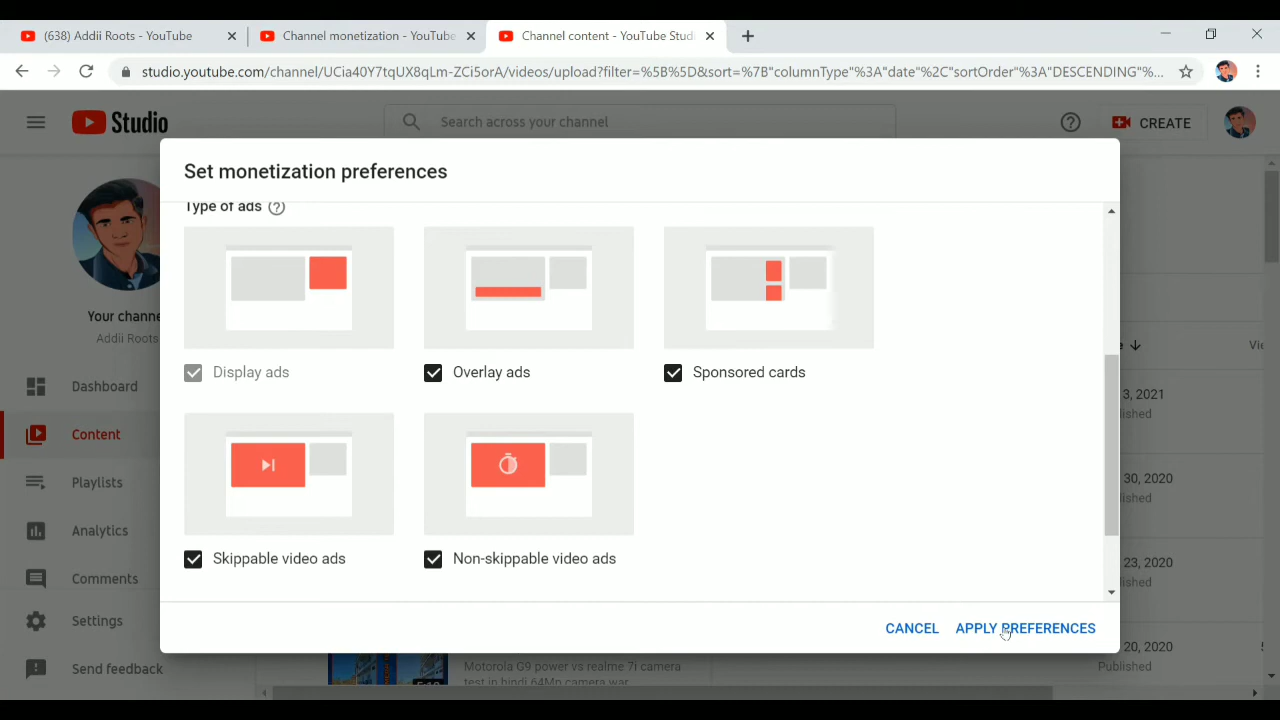 (638) Addii Roots - YouTube
Channel monetization - YouTube
Channel content - YouTube Studi
studio.youtube.com/channel/UCia40Y7tqUX8qLm-ZCi5orA/videos/upload?filter=%5B%5D&sort=%7B"columnType"%3A"date"%2C"sortOrder"%3A"DESCENDING"%...
Studio
Search across your channel
CREATE
Set monetization preferences
Type of ads
Display ads
Overlay ads
Sponsored cards
Skippable video ads
Non-skippable video ads
CANCEL
APPLY PREFERENCES
Your channe
Addii Roots
Dashboard
Content
Playlists
Analytics
Comments
Settings
Send feedback
Vie
3, 2021
ished
30, 2020
ished
23, 2020
ished
20, 2020
Published
Motorola G9 power vs realme 7i camera
test in hindi 64Mp camera war